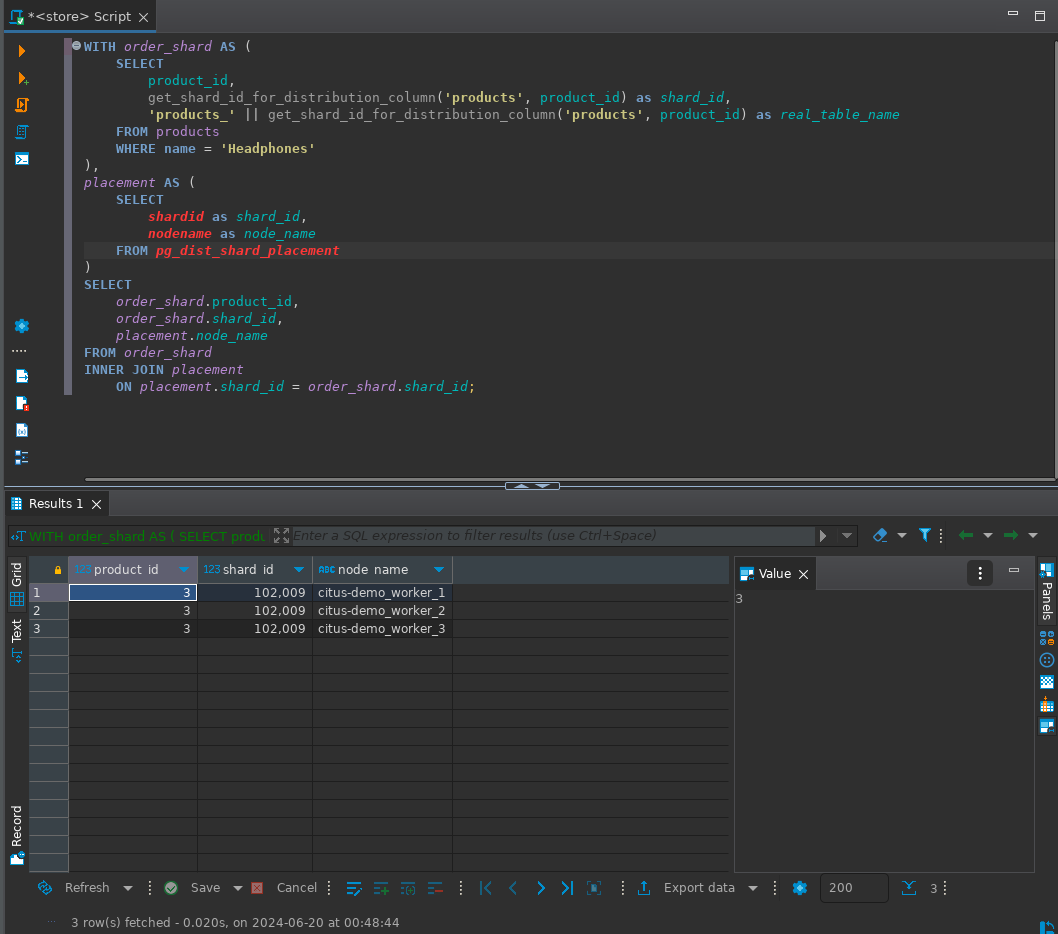 *<store> Script
WITH order_shard AS (
    SELECT
        product_id,
        get_shard_id_for_distribution_column('products', product_id) as shard_id,
        'products_' || get_shard_id_for_distribution_column('products', product_id) as real_table_name
    FROM products
    WHERE name = 'Headphones'
),
placement AS (
    SELECT
        shardid as shard_id,
        nodename as node_name
    FROM pg_dist_shard_placement
)
SELECT
    order_shard.product_id,
    order_shard.shard_id,
    placement.node_name
FROM order_shard
INNER JOIN placement
    ON placement.shard_id = order_shard.shard_id;
Results 1
WITH order_shard AS ( SELECT produ
Enter a SQL expression to filter results (use Ctrl+Space)
Grid
Text
Record
123 product_id 123 shard_id ABC node_name
1 3 102,009 citus-demo_worker_1
2 3 102,009 citus-demo_worker_2
3 3 102,009 citus-demo_worker_3
Value
3
Panels
Refresh Save Cancel Export data 200 3
3 row(s) fetched - 0.020s, on 2024-06-20 at 00:48:44